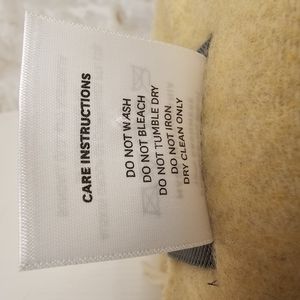 CARE INSTRUCTIONS
DO NOT WASH
DO NOT BLEACH
DO NOT TUMBLE DRY
DO NOT IRON
DRY CLEAN ONLY